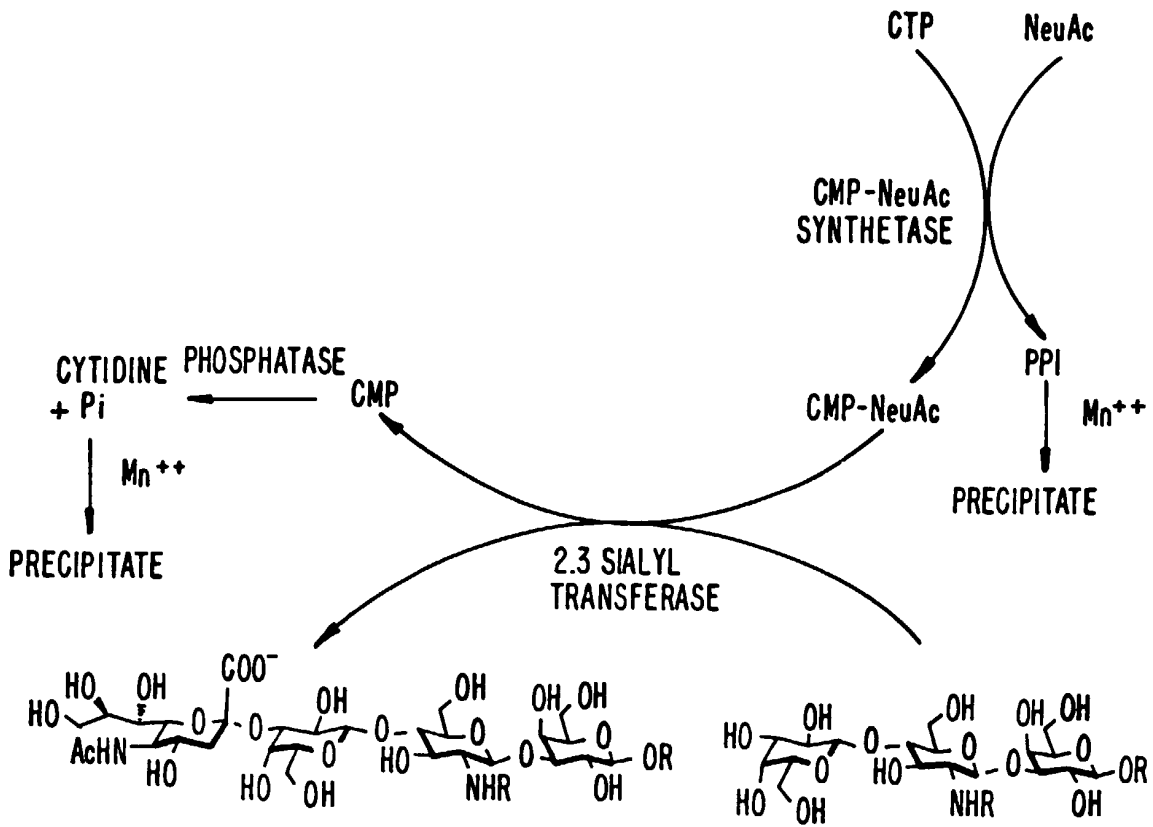 CTP NeuAc
CMP-NeuAc
SYNTHETASE
PPI
Mn++
PRECIPITATE
CMP-NeuAc
CMP
PHOSPHATASE
CYTIDINE
+ Pi
Mn++
PRECIPITATE
2.3 SIALYL
TRANSFERASE
COO-
HO OH OH OH OH OH
HO O O O O O O O
AcHN HO HO OH HO NHR OH OR
OH OH OH OH
HO O O O O O
HO OH HO NHR OH OR